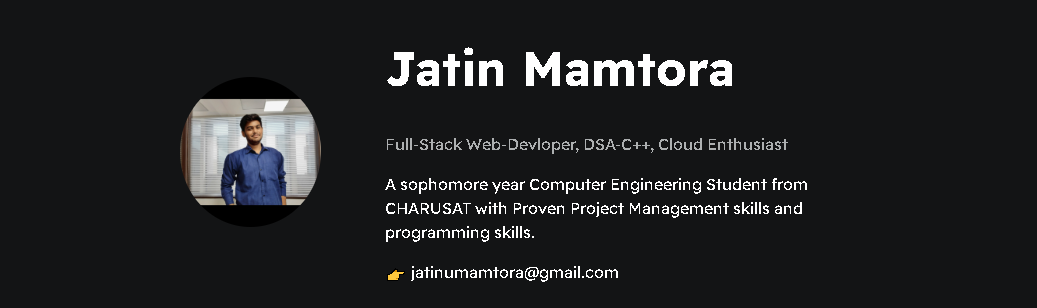 Jatin Mamtora
Full-Stack Web-Devloper, DSA-C++, Cloud Enthusiast
A sophomore year Computer Engineering Student from
CHARUSAT with Proven Project Management skills and
programming skills.
👉 jatinumamtora@gmail.com